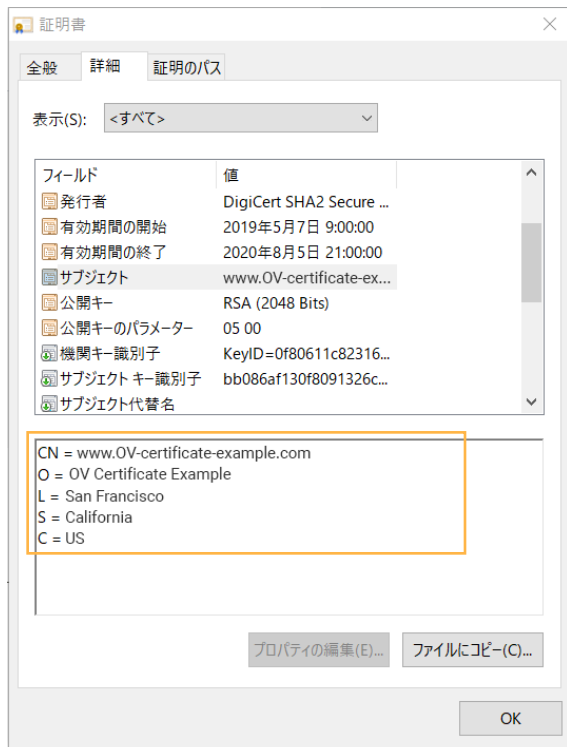 証明書
全般 詳細 証明のパス
表示(S): <すべて>
フィールド 値
発行者 DigiCert SHA2 Secure ...
有効期間の開始 2019年5月7日 9:00:00
有効期間の終了 2020年8月5日 21:00:00
サブジェクト www.OV-certificate-ex...
公開キー RSA (2048 Bits)
公開キーのパラメーター 05 00
機関キー識別子 KeyID=0f80611c82316...
サブジェクト キー識別子 bb086af130f8091326c...
サブジェクト代替名
CN = www.OV-certificate-example.com
O = OV Certificate Example
L = San Francisco
S = California
C = US
プロパティの編集(E)... ファイルにコピー(C)...
OK